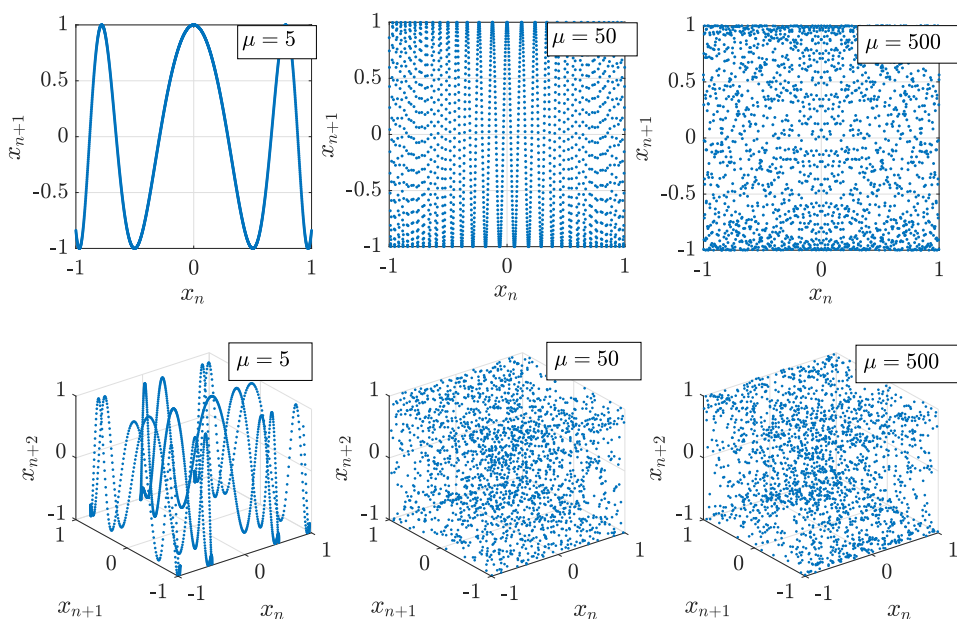 μ = 5
1
0.5
0
-0.5
-1
x_{n+1}
-1
0
1
x_n
μ = 50
1
0.5
0
-0.5
-1
x_{n+1}
-1
0
1
x_n
μ = 500
1
0.5
0
-0.5
-1
x_{n+1}
-1
0
1
x_n
μ = 5
1
0
-1
x_{n+2}
1
0
-1
x_{n+1}
-1
0
1
x_n
μ = 50
1
0
-1
x_{n+2}
1
0
-1
x_{n+1}
-1
0
1
x_n
μ = 500
1
0
-1
x_{n+2}
1
0
-1
x_{n+1}
-1
0
1
x_n